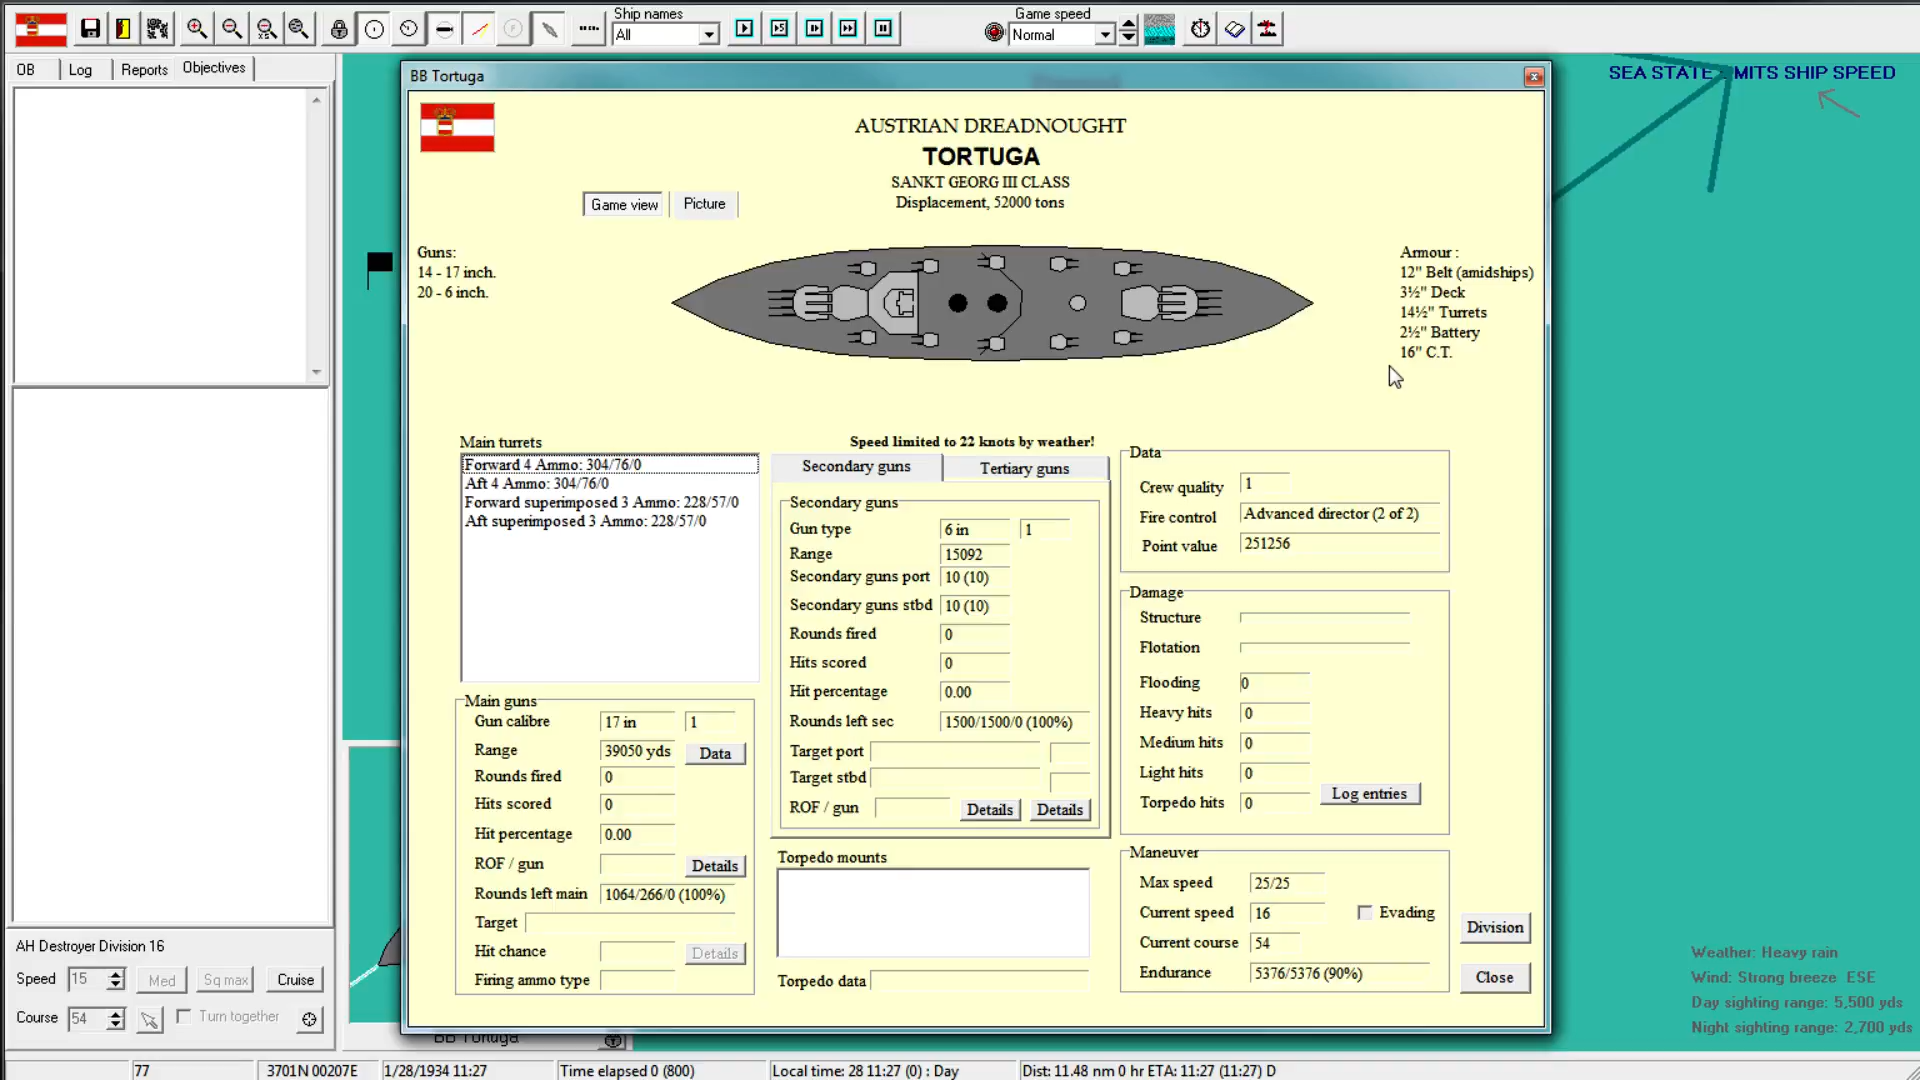 Ship names
All
Game speed
Normal
OB
Log
Reports
Objectives
BB Tortuga
SEA STATE
MITS SHIP SPEED
AUSTRIAN DREADNOUGHT
TORTUGA
SANKT GEORG III CLASS
Displacement, 52000 tons
Game view
Picture
Guns:
14 - 17 inch.
20 - 6 inch.
Armour :
12" Belt (amidships)
3½" Deck
14½" Turrets
2½" Battery
16" C.T.
Speed limited to 22 knots by weather!
Main turrets
Forward 4 Ammo: 304/76/0
Aft 4 Ammo: 304/76/0
Forward superimposed 3 Ammo: 228/57/0
Aft superimposed 3 Ammo: 228/57/0
Main guns
Gun calibre 17 in 1
Range 39050 yds Data
Rounds fired 0
Hits scored 0
Hit percentage 0.00
ROF / gun Details
Rounds left main 1064/266/0 (100%)
Target
Hit chance Details
Firing ammo type
Secondary guns
Tertiary guns
Secondary guns
Gun type 6 in 1
Range 15092
Secondary guns port 10 (10)
Secondary guns stbd 10 (10)
Rounds fired 0
Hits scored 0
Hit percentage 0.00
Rounds left sec 1500/1500/0 (100%)
Target port
Target stbd
ROF / gun Details Details
Torpedo mounts
Torpedo data
Data
Crew quality 1
Fire control Advanced director (2 of 2)
Point value 251256
Damage
Structure
Flotation
Flooding 0
Heavy hits 0
Medium hits 0
Light hits 0
Torpedo hits 0
Log entries
Maneuver
Max speed 25/25
Current speed 16 Evading
Current course 54
Endurance 5376/5376 (90%)
Division
Close
AH Destroyer Division 16
Speed 15 Med Sq max Cruise
Course 54 Turn together
BB Tortuga
Weather: Heavy rain
Wind: Strong breeze ESE
Day sighting range: 5,500 yds
Night sighting range: 2,700 yds
77
3701N 00207E
1/28/1934 11:27
Time elapsed 0 (800)
Local time: 28 11:27 (0) : Day
Dist: 11.48 nm 0 hr ETA: 11:27 (11:27) D